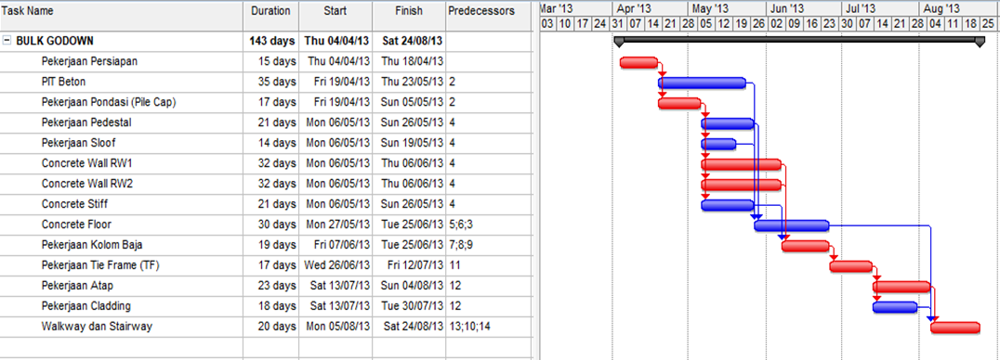 Task Name Duration Start Finish Predecessors Mar '13 Apr '13 May '13 Jun '13 Jul '13 Aug '13
03 10 17 24 31 07 14 21 28 05 12 19 26 02 09 16 23 30 07 14 21 28 04 11 18 25
BULK GODOWN 143 days Thu 04/04/13 Sat 24/08/13
Pekerjaan Persiapan 15 days Thu 04/04/13 Thu 18/04/13
PIT Beton 35 days Fri 19/04/13 Thu 23/05/13 2
Pekerjaan Pondasi (Pile Cap) 17 days Fri 19/04/13 Sun 05/05/13 2
Pekerjaan Pedestal 21 days Mon 06/05/13 Sun 26/05/13 4
Pekerjaan Sloof 14 days Mon 06/05/13 Sun 19/05/13 4
Concrete Wall RW1 32 days Mon 06/05/13 Thu 06/06/13 4
Concrete Wall RW2 32 days Mon 06/05/13 Thu 06/06/13 4
Concrete Stiff 21 days Mon 06/05/13 Sun 26/05/13 4
Concrete Floor 30 days Mon 27/05/13 Tue 25/06/13 5;6;3
Pekerjaan Kolom Baja 19 days Fri 07/06/13 Tue 25/06/13 7;8;9
Pekerjaan Tie Frame (TF) 17 days Wed 26/06/13 Fri 12/07/13 11
Pekerjaan Atap 23 days Sat 13/07/13 Sun 04/08/13 12
Pekerjaan Cladding 18 days Sat 13/07/13 Tue 30/07/13 12
Walkway dan Stairway 20 days Mon 05/08/13 Sat 24/08/13 13;10;14